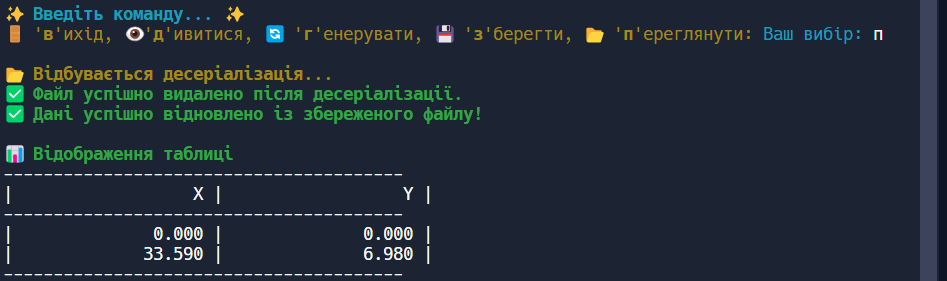 ✨ Введіть команду... ✨
🚪 'в'ихід, 👁️'д'ивитися, 🔄 'г'енерувати, 💾 'з'берегти, 📂 'п'ереглянути: Ваш вибір: п
📂 Відбувається десеріалізація...
✅ Файл успішно видалено після десеріалізації.
✅ Дані успішно відновлено із збереженого файлу!
📊 Відображення таблиці
----------------------------------------
|                  X |                  Y |
----------------------------------------
|              0.000 |              0.000 |
|             33.590 |              6.980 |
----------------------------------------